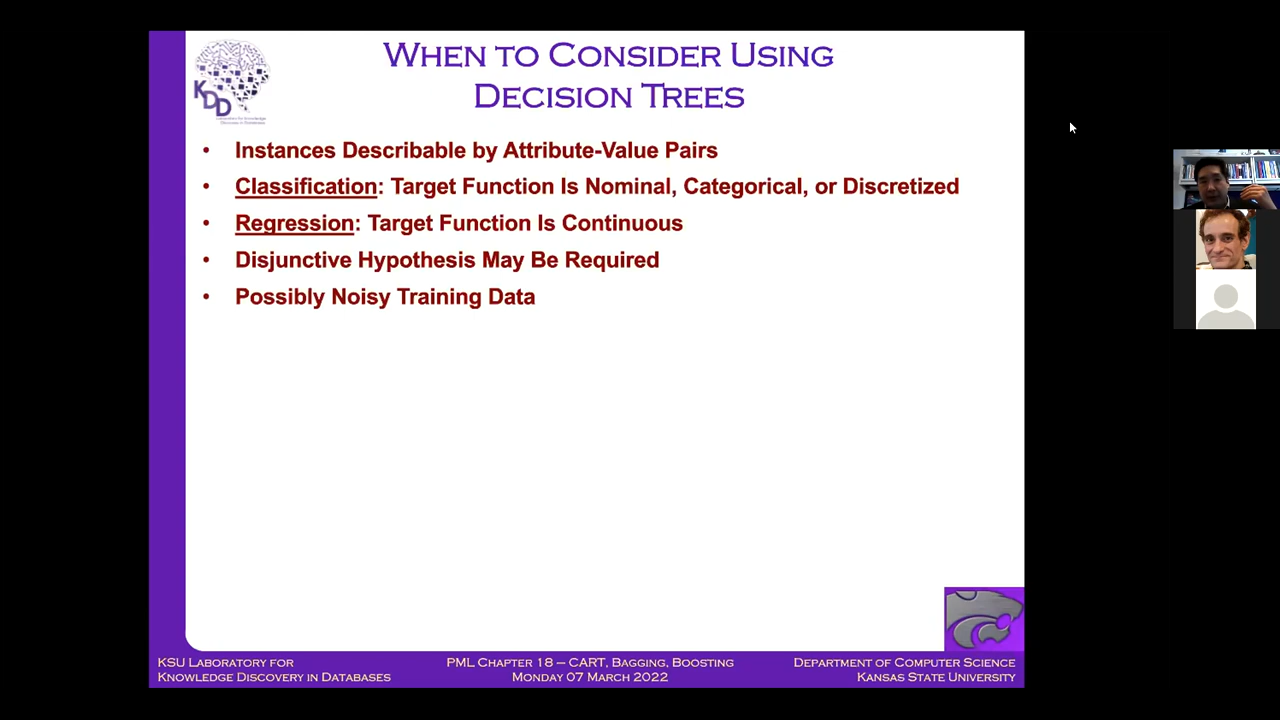 When to Consider Using
Decision Trees
KDD
• Instances Describable by Attribute-Value Pairs
• Classification: Target Function Is Nominal, Categorical, or Discretized
• Regression: Target Function Is Continuous
• Disjunctive Hypothesis May Be Required
• Possibly Noisy Training Data
KSU Laboratory for
Knowledge Discovery in Databases
PML Chapter 18 – CART, Bagging, Boosting
Monday 07 March 2022
Department of Computer Science
Kansas State University